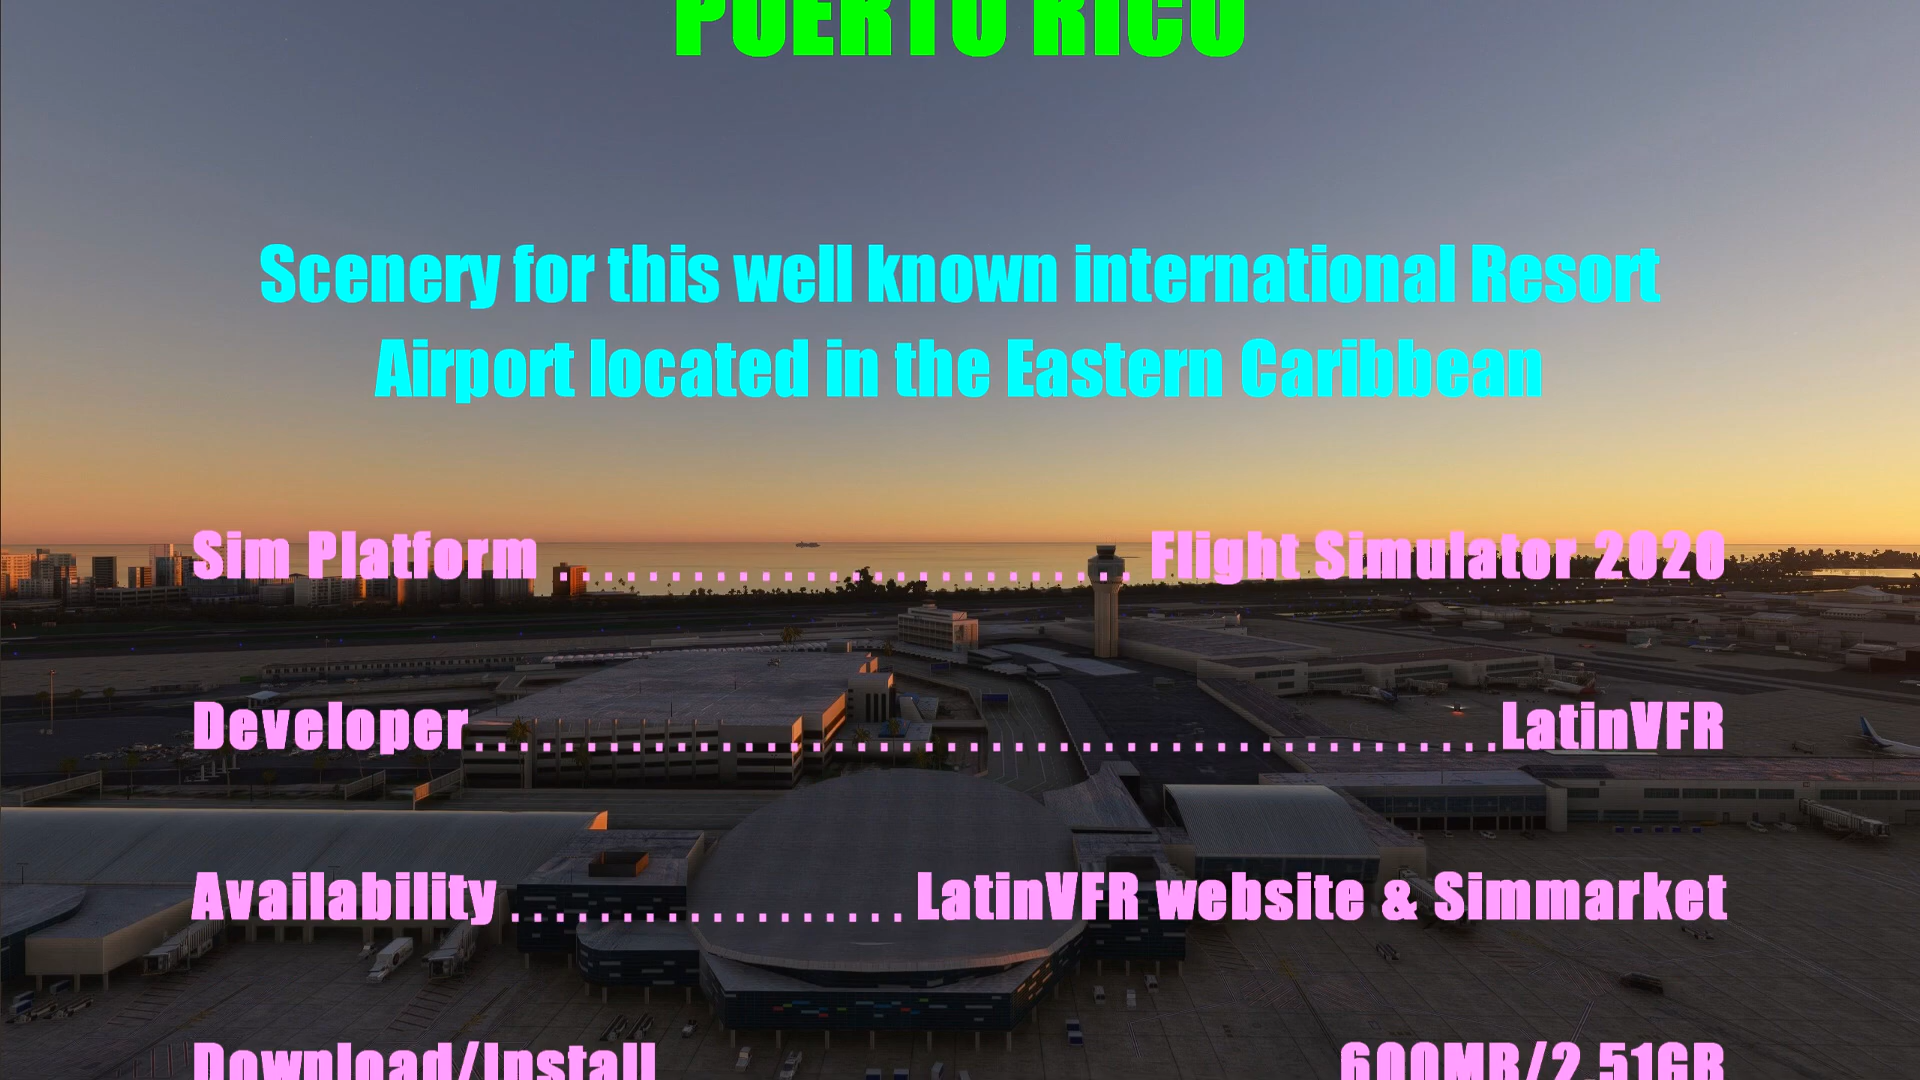 PUERTO RICO
Scenery for this well known international Resort
Airport located in the Eastern Caribbean
Sim Platform ......................... Flight Simulator 2020
Developer..............................................LatinVFR
Availability .................. LatinVFR website & Simmarket
Download/Install 600MB/2.51GB